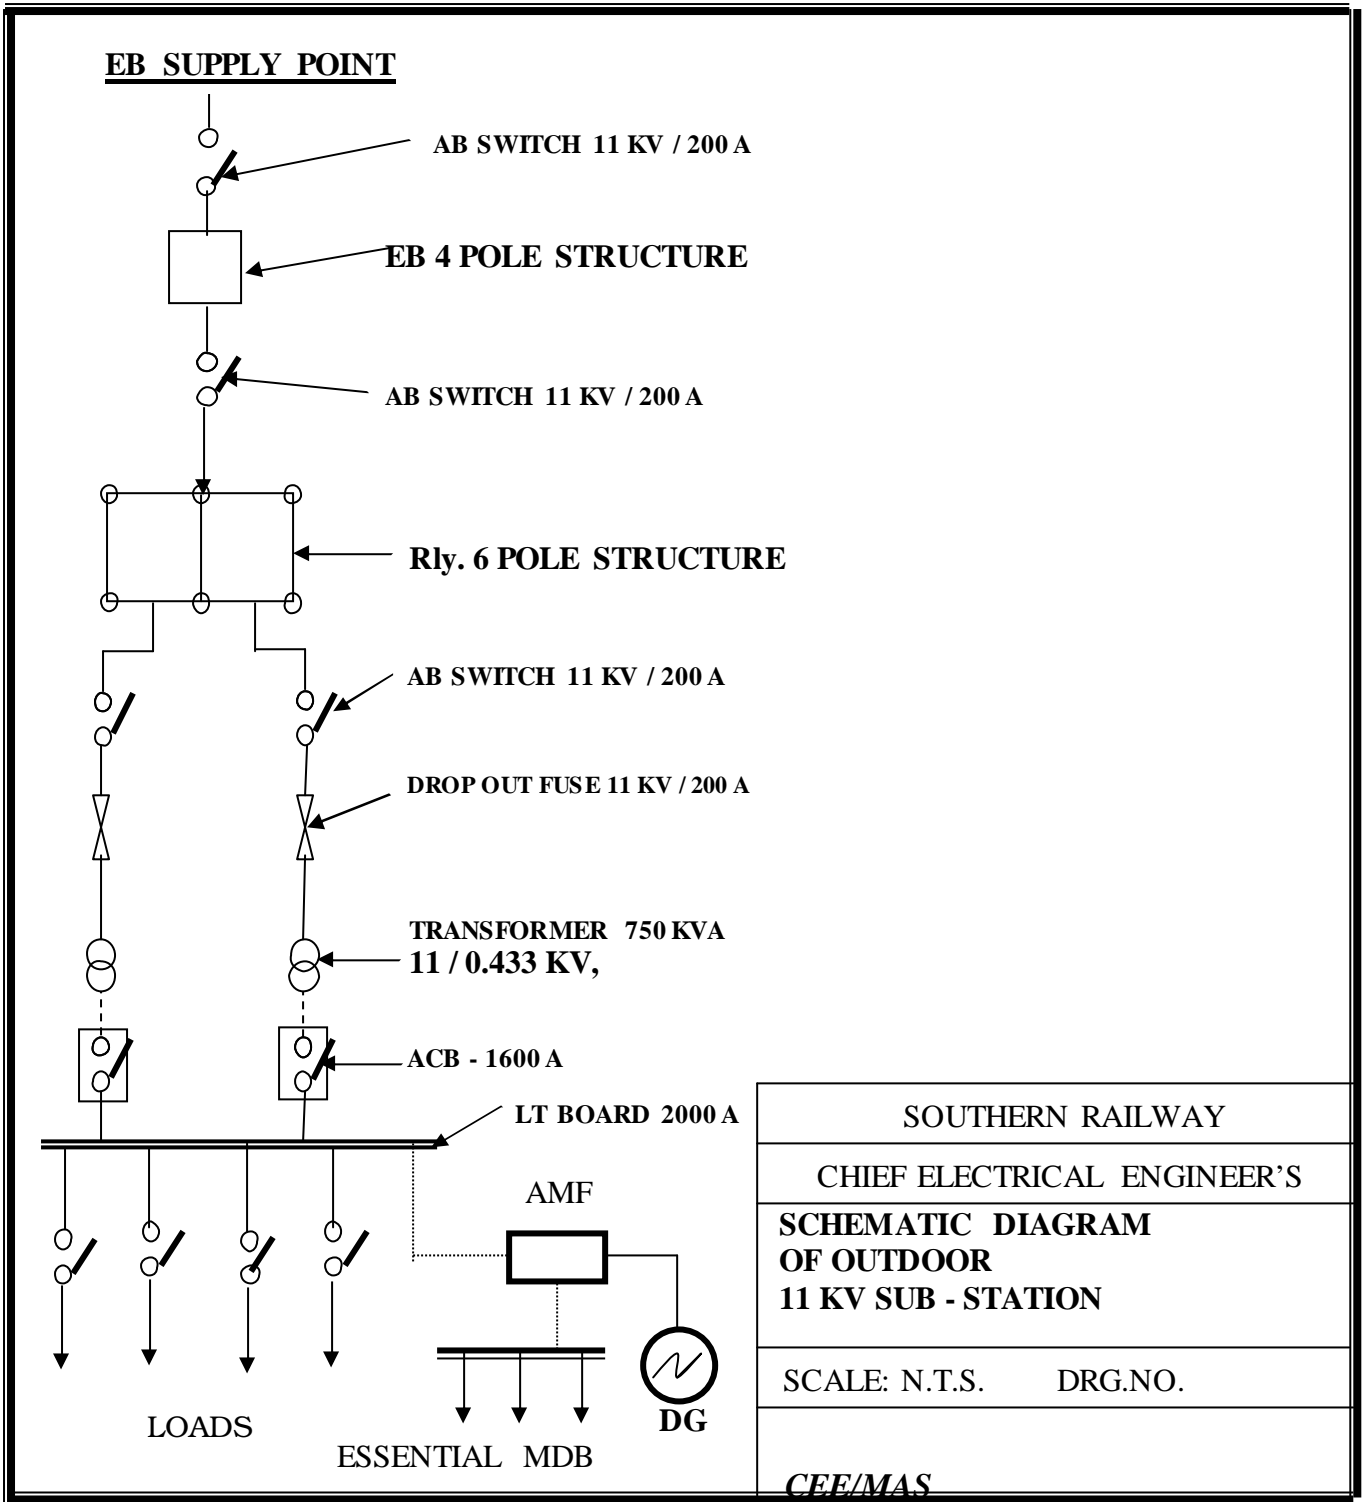 EB SUPPLY POINT
AB SWITCH 11 KV / 200 A
EB 4 POLE STRUCTURE
AB SWITCH 11 KV / 200 A
Rly. 6 POLE STRUCTURE
AB SWITCH 11 KV / 200 A
DROP OUT FUSE 11 KV / 200 A
TRANSFORMER 750 KVA
11 / 0.433 KV,
ACB - 1600 A
LT BOARD 2000 A
AMF
LOADS
ESSENTIAL MDB
DG
SOUTHERN RAILWAY
CHIEF ELECTRICAL ENGINEER'S
SCHEMATIC DIAGRAM
OF OUTDOOR
11 KV SUB - STATION
SCALE: N.T.S. DRG.NO.
CEE/MAS